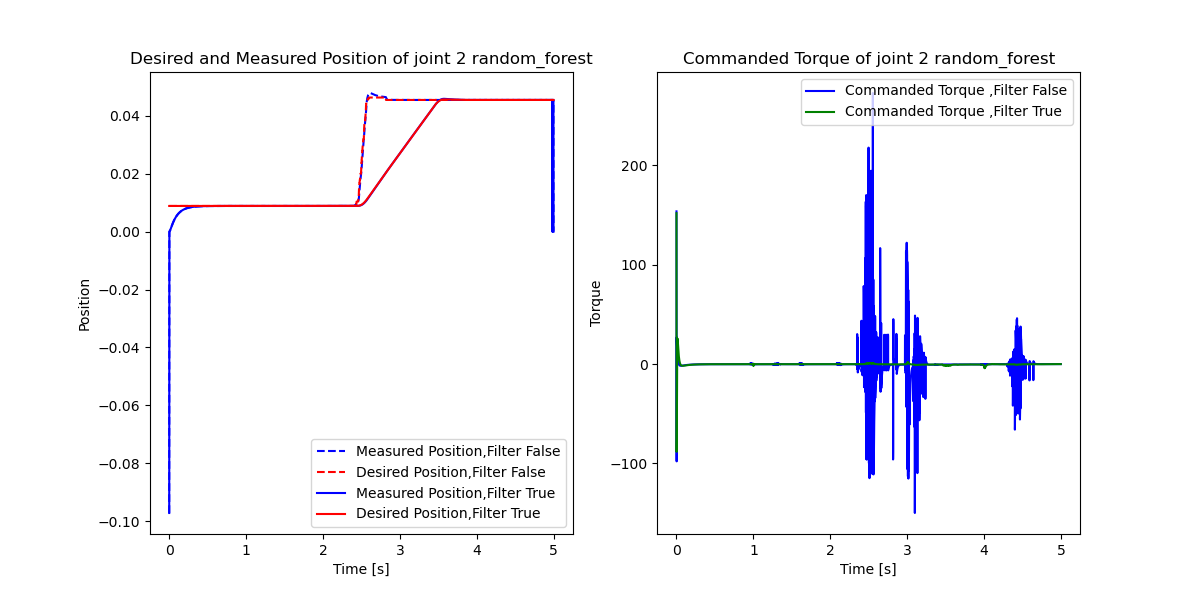 Desired and Measured Position of joint 2 random_forest
0.04
0.02
0.00
−0.02
−0.04
−0.06
−0.08
−0.10
Position
Measured Position,Filter False
Desired Position,Filter False
Measured Position,Filter True
Desired Position,Filter True
0 1 2 3 4 5
Time [s]
Commanded Torque of joint 2 random_forest
Commanded Torque ,Filter False
Commanded Torque ,Filter True
200
100
0
−100
Torque
0 1 2 3 4 5
Time [s]